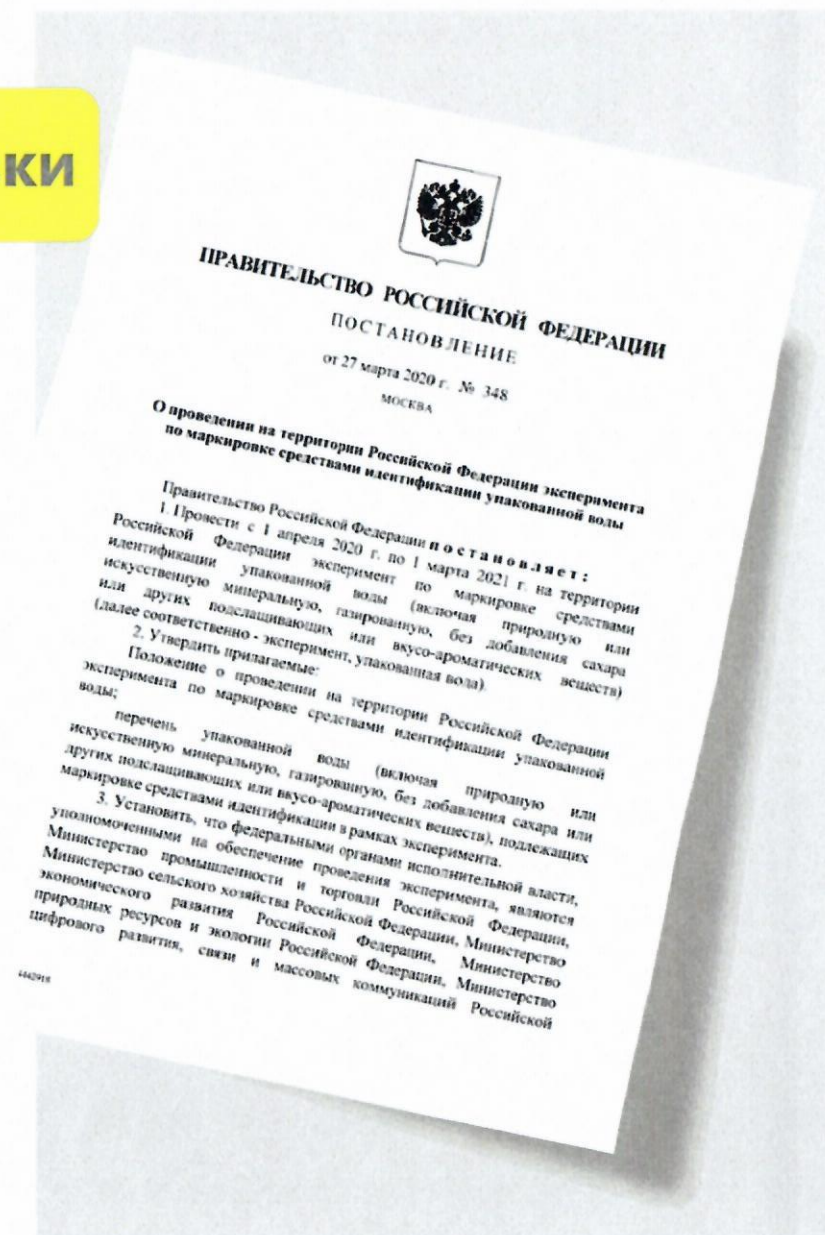 ки
ПРАВИТЕЛЬСТВО РОССИЙСКОЙ ФЕДЕРАЦИИ
ПОСТАНОВЛЕНИЕ
от 27 марта 2020 г. № 348
МОСКВА
О проведении на территории Российской Федерации эксперимента
по маркировке средствами идентификации упакованной воды
Правительство Российской Федерации постановляет:
1. Провести с 1 апреля 2020 г. по 1 марта 2021 г. на территории
Российской Федерации эксперимент по маркировке средствами
идентификации упакованной воды (включая природную или
искусственную минеральную, газированную, без добавления сахара
или других подслащивающих или вкусо-ароматических веществ)
(далее соответственно - эксперимент, упакованная вода).
2. Утвердить прилагаемые:
Положение о проведении на территории Российской Федерации
эксперимента по маркировке средствами идентификации упакованной
воды;
перечень упакованной воды (включая природную или
искусственную минеральную, газированную, без добавления сахара или
других подслащивающих или вкусо-ароматических веществ), подлежащих
маркировке средствами идентификации в рамках эксперимента.
3. Установить, что федеральными органами исполнительной власти,
уполномоченными на обеспечение проведения эксперимента, являются
Министерство промышленности и торговли Российской Федерации,
Министерство сельского хозяйства Российской Федерации, Министерство
экономического развития Российской Федерации, Министерство
природных ресурсов и экологии Российской Федерации, Министерство
цифрового развития, связи и массовых коммуникаций Российской
4442918